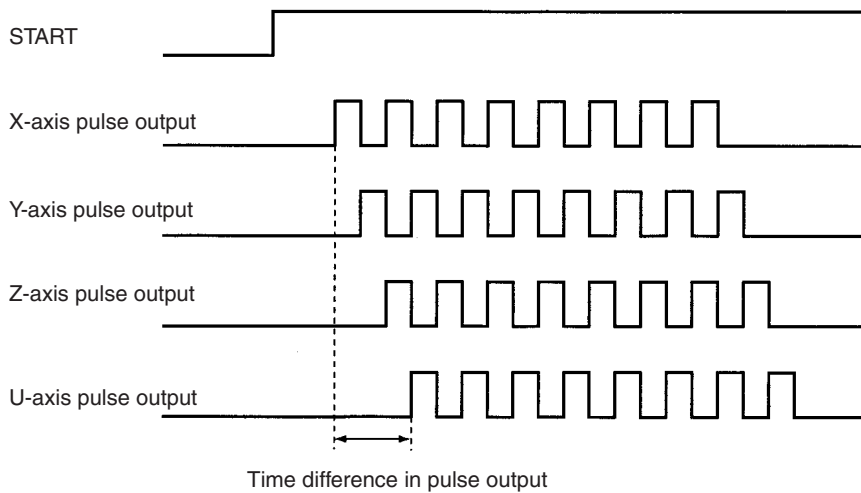 START
X-axis pulse output
Y-axis pulse output
Z-axis pulse output
U-axis pulse output
Time difference in pulse output